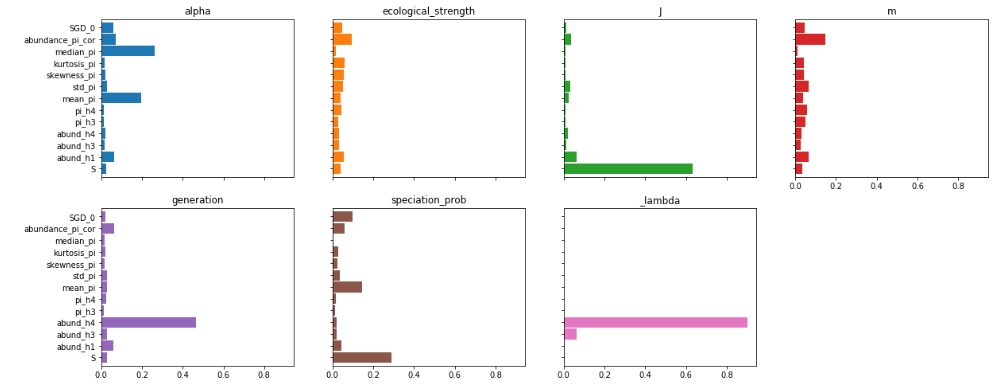 alpha
ecological_strength
J
m
SGD_0
abundance_pi_cor
median_pi
kurtosis_pi
skewness_pi
std_pi
mean_pi
pi_h4
pi_h3
abund_h4
abund_h3
abund_h1
S
0.0 0.2 0.4 0.6 0.8
generation
speciation_prob
_lambda
SGD_0
abundance_pi_cor
median_pi
kurtosis_pi
skewness_pi
std_pi
mean_pi
pi_h4
pi_h3
abund_h4
abund_h3
abund_h1
S
0.0 0.2 0.4 0.6 0.8
0.0 0.2 0.4 0.6 0.8
0.0 0.2 0.4 0.6 0.8